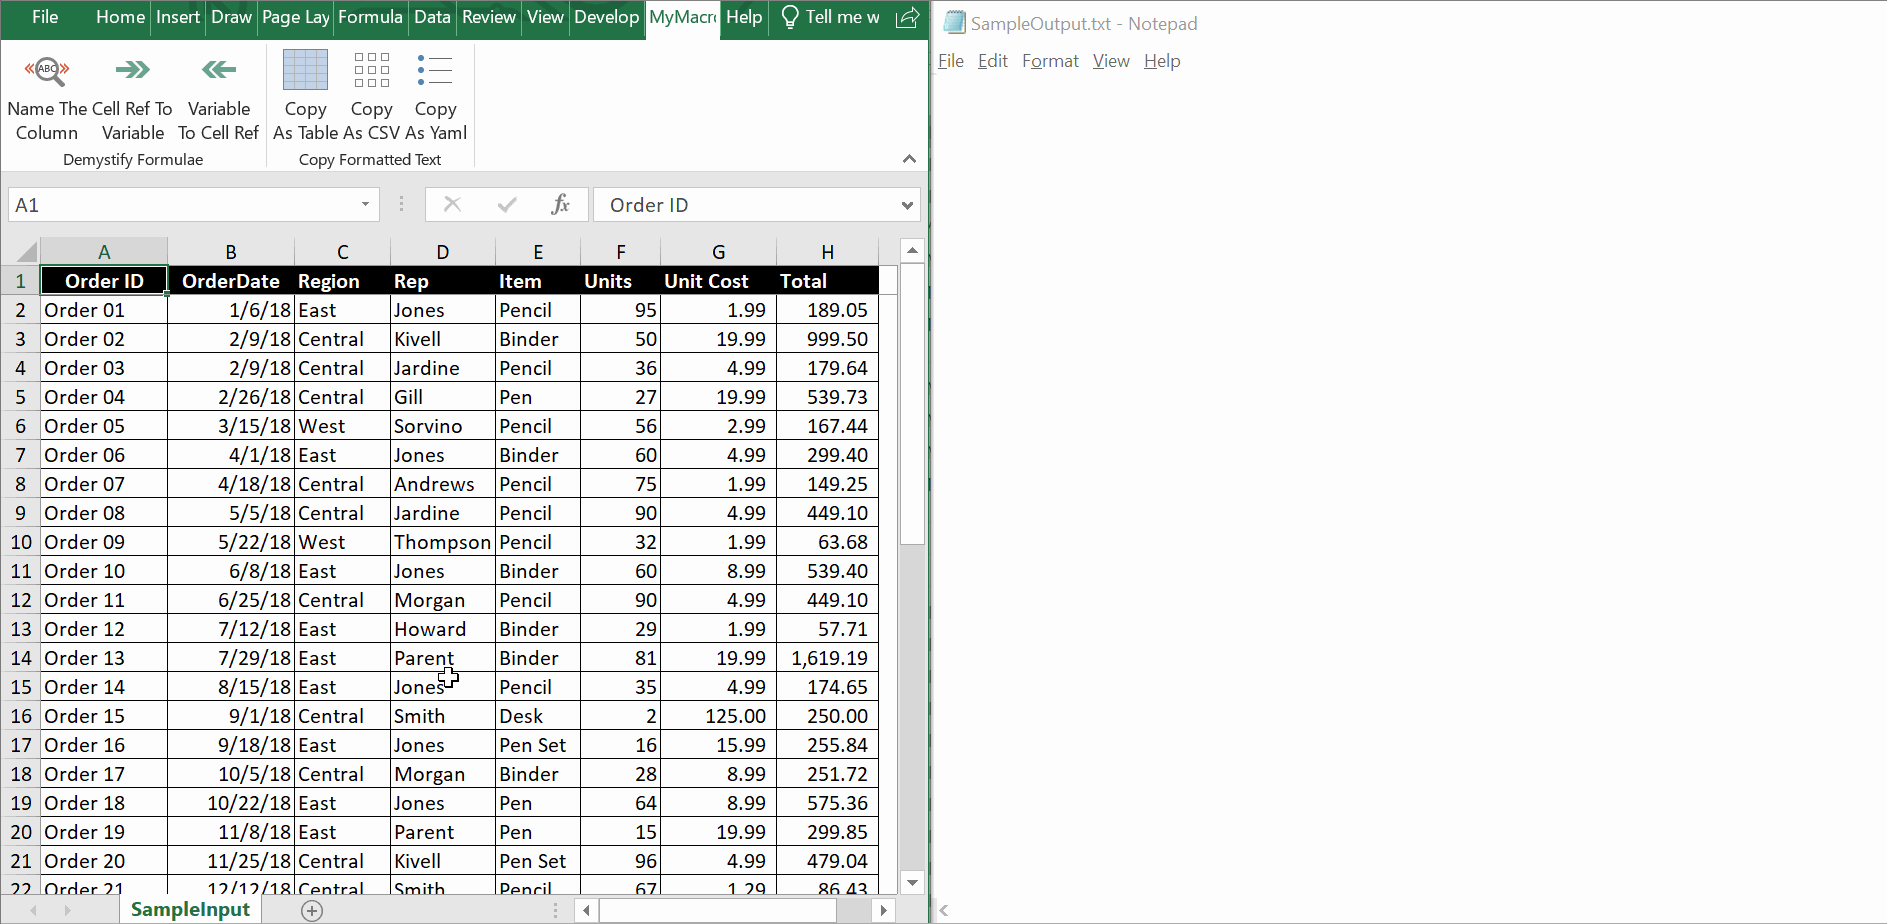 File Home Insert Draw Page Lay Formula Data Review View Develop MyMacr Help Tell me w
Name The Column
Cell Ref To Variable
Variable To Cell Ref
Copy As Table
Copy As CSV
Copy As Yaml
Demystify Formulae
Copy Formatted Text
A1 fx Order ID
A B C D E F G H
1 Order ID OrderDate Region Rep Item Units Unit Cost Total
2 Order 01 1/6/18 East Jones Pencil 95 1.99 189.05
3 Order 02 2/9/18 Central Kivell Binder 50 19.99 999.50
4 Order 03 2/9/18 Central Jardine Pencil 36 4.99 179.64
5 Order 04 2/26/18 Central Gill Pen 27 19.99 539.73
6 Order 05 3/15/18 West Sorvino Pencil 56 2.99 167.44
7 Order 06 4/1/18 East Jones Binder 60 4.99 299.40
8 Order 07 4/18/18 Central Andrews Pencil 75 1.99 149.25
9 Order 08 5/5/18 Central Jardine Pencil 90 4.99 449.10
10 Order 09 5/22/18 West Thompson Pencil 32 1.99 63.68
11 Order 10 6/8/18 East Jones Binder 60 8.99 539.40
12 Order 11 6/25/18 Central Morgan Pencil 90 4.99 449.10
13 Order 12 7/12/18 East Howard Binder 29 1.99 57.71
14 Order 13 7/29/18 East Parent Binder 81 19.99 1,619.19
15 Order 14 8/15/18 East Jones Pencil 35 4.99 174.65
16 Order 15 9/1/18 Central Smith Desk 2 125.00 250.00
17 Order 16 9/18/18 East Jones Pen Set 16 15.99 255.84
18 Order 17 10/5/18 Central Morgan Binder 28 8.99 251.72
19 Order 18 10/22/18 East Jones Pen 64 8.99 575.36
20 Order 19 11/8/18 East Parent Pen 15 19.99 299.85
21 Order 20 11/25/18 Central Kivell Pen Set 96 4.99 479.04
22 Order 21 12/12/18 Central Smith Pencil 67 1.29 86.43
SampleInput
SampleOutput.txt - Notepad
File Edit Format View Help